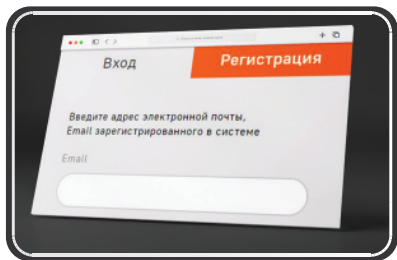 Вход
Регистрация
Введите адрес электронной почты,
Email зарегистрированного в системе
Email